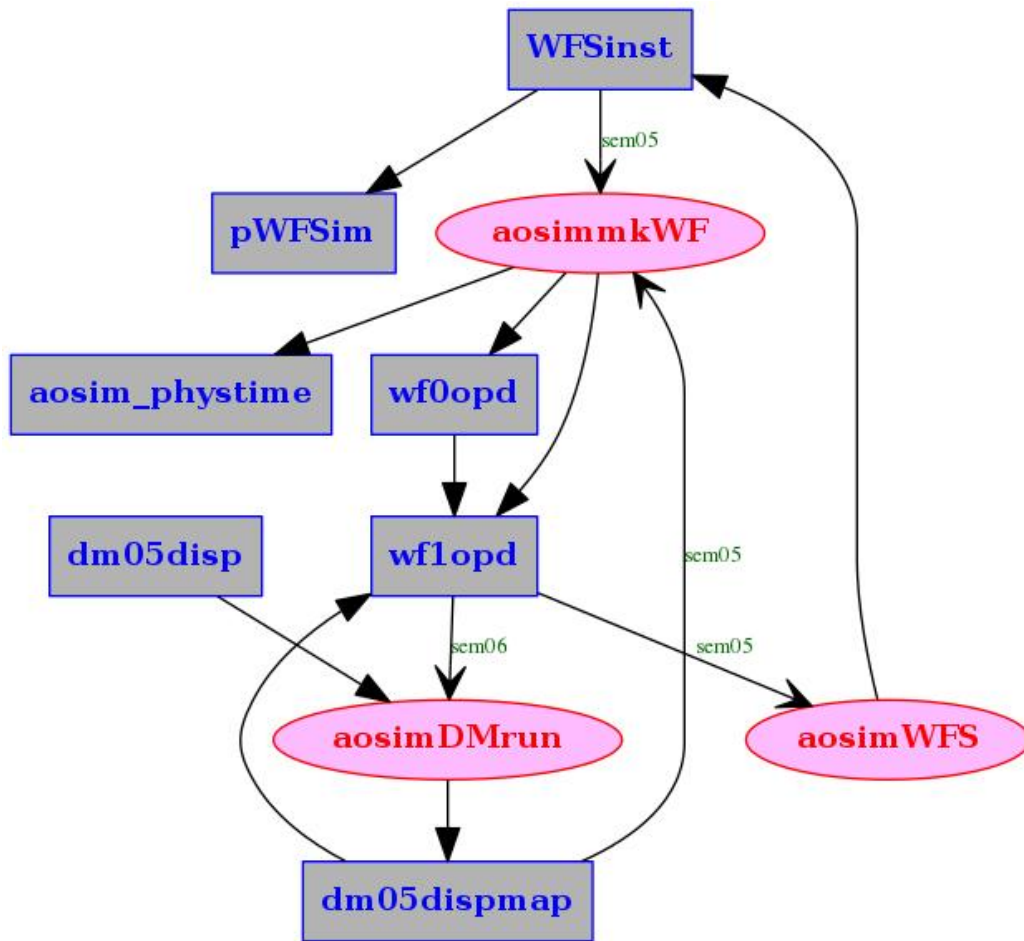 WFSinst
sem05
pWFSim
aosimmkWF
aosim_phystime
wf0opd
dm05disp
wf1opd
sem05
sem06
sem05
aosimDMrun
aosimWFS
dm05dispmap